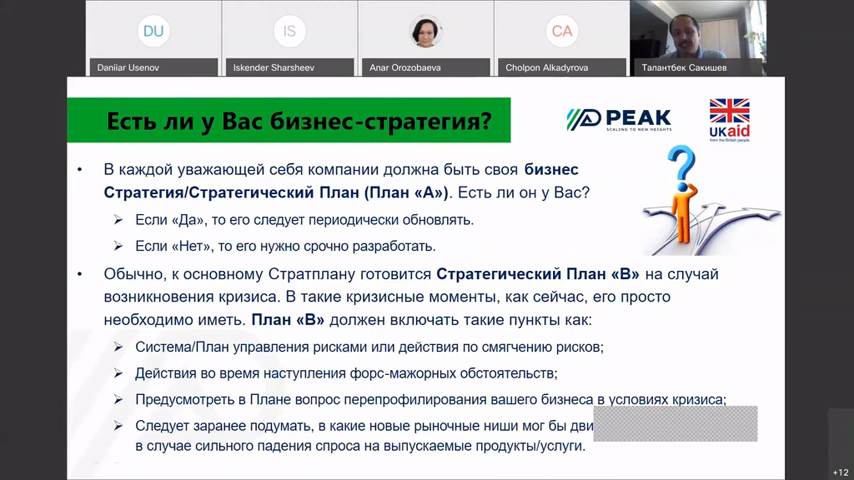 DU
IS
CA
Daniiar Usenov
Iskender Sharsheev
Anar Orozobaeva
Cholpon Alkadyrova
Талантбек Сакишев
Есть ли у Вас бизнес-стратегия?
PEAK
SCALING TO NEW HEIGHTS
UKaid
from the British people
• В каждой уважающей себя компании должна быть своя бизнес
Стратегия/Стратегический План (План «А»). Есть ли он у Вас?
Если «Да», то его следует периодически обновлять.
Если «Нет», то его нужно срочно разработать.
• Обычно, к основному Стратплану готовится Стратегический План «В» на случай
возникновения кризиса. В такие кризисные моменты, как сейчас, его просто
необходимо иметь. План «В» должен включать такие пункты как:
Система/План управления рисками или действия по смягчению рисков;
Действия во время наступления форс-мажорных обстоятельств;
Предусмотреть в Плане вопрос перепрофилирования вашего бизнеса в условиях кризиса;
Следует заранее подумать, в какие новые рыночные ниши мог бы
в случае сильного падения спроса на выпускаемые продукты/услуги.
+12